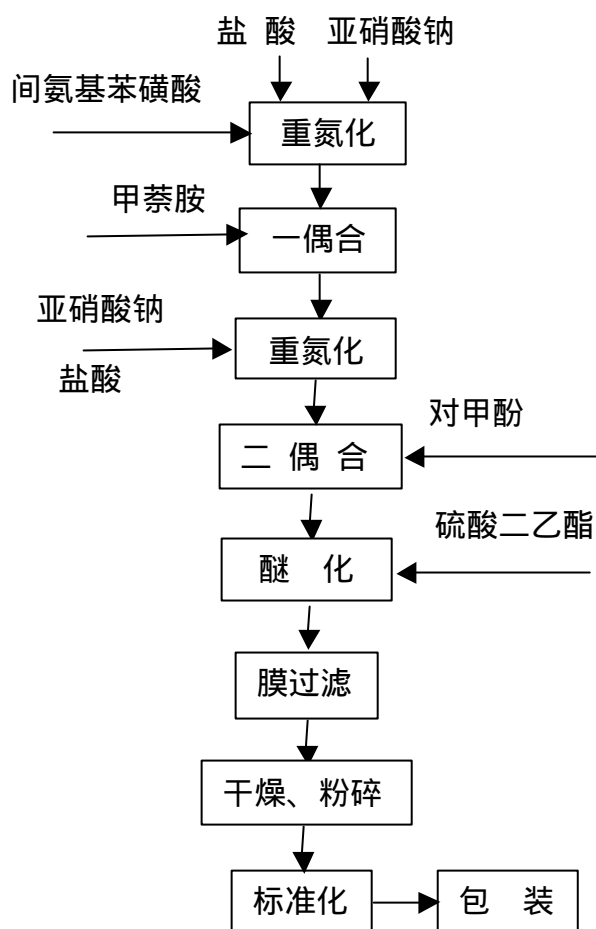 盐 酸 亚硝酸钠
间氨基苯磺酸
重氮化
甲萘胺
一偶合
亚硝酸钠
重氮化
盐酸
对甲酚
二 偶 合
硫酸二乙酯
醚 化
膜过滤
干燥、粉碎
标准化 包 装